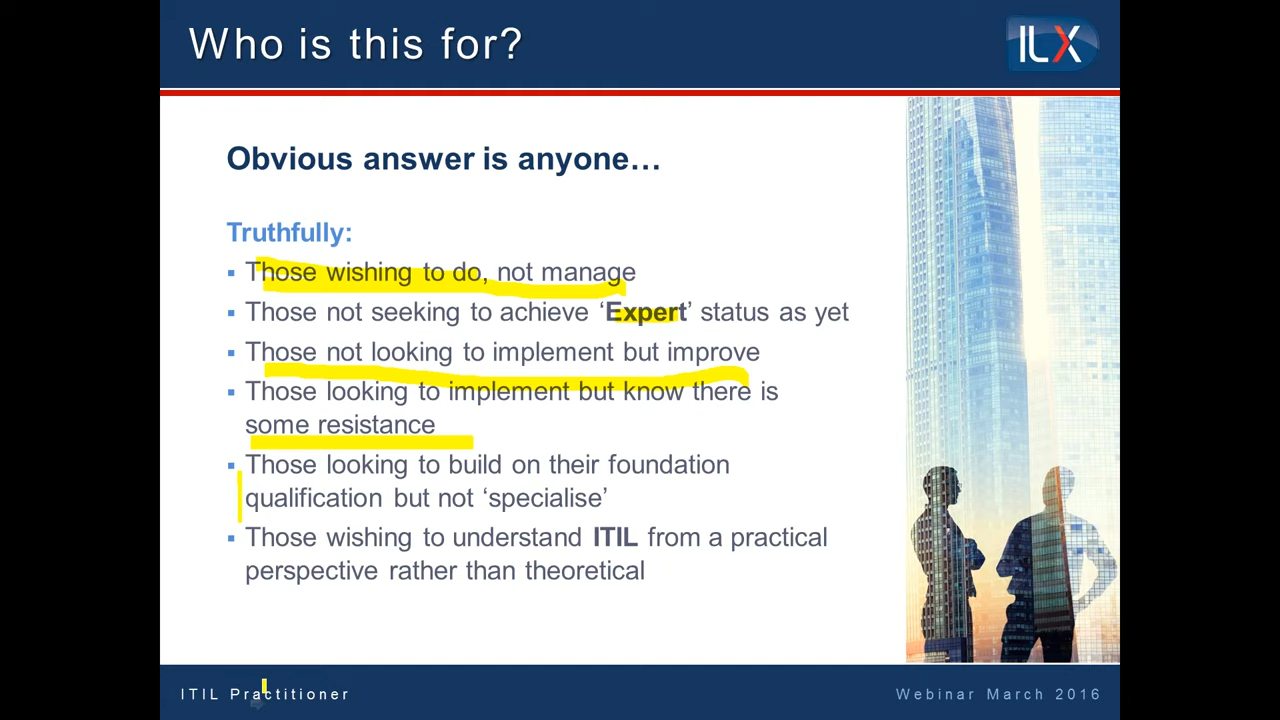 Who is this for?
ILX
Obvious answer is anyone…
Truthfully:
▪ Those wishing to do, not manage
▪ Those not seeking to achieve ‘Expert’ status as yet
▪ Those not looking to implement but improve
▪ Those looking to implement but know there is
some resistance
▪ Those looking to build on their foundation
qualification but not ‘specialise’
▪ Those wishing to understand ITIL from a practical
perspective rather than theoretical
ITIL Practitioner
Webinar March 2016